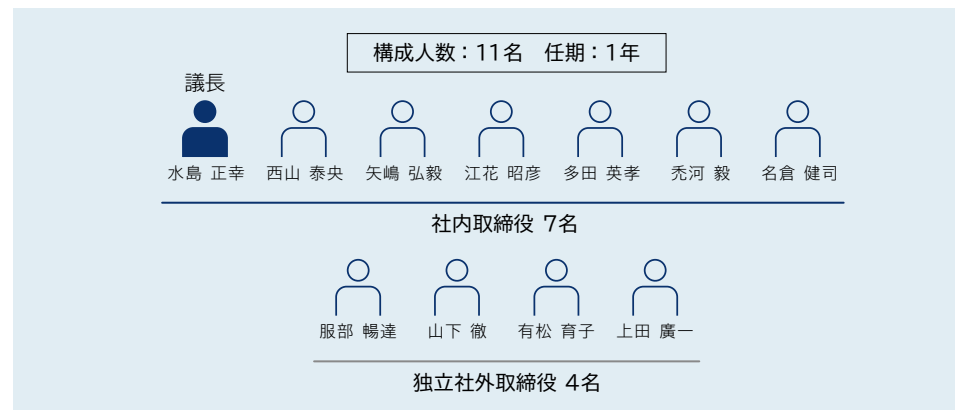 構成人数：11名　任期：1年
議長
水島 正幸 西山 泰央 矢嶋 弘毅 江花 昭彦 多田 英孝 禿河 毅 名倉 健司
社内取締役 7名
服部 暢達 山下 徹 有松 育子 上田 廣一
独立社外取締役 4名